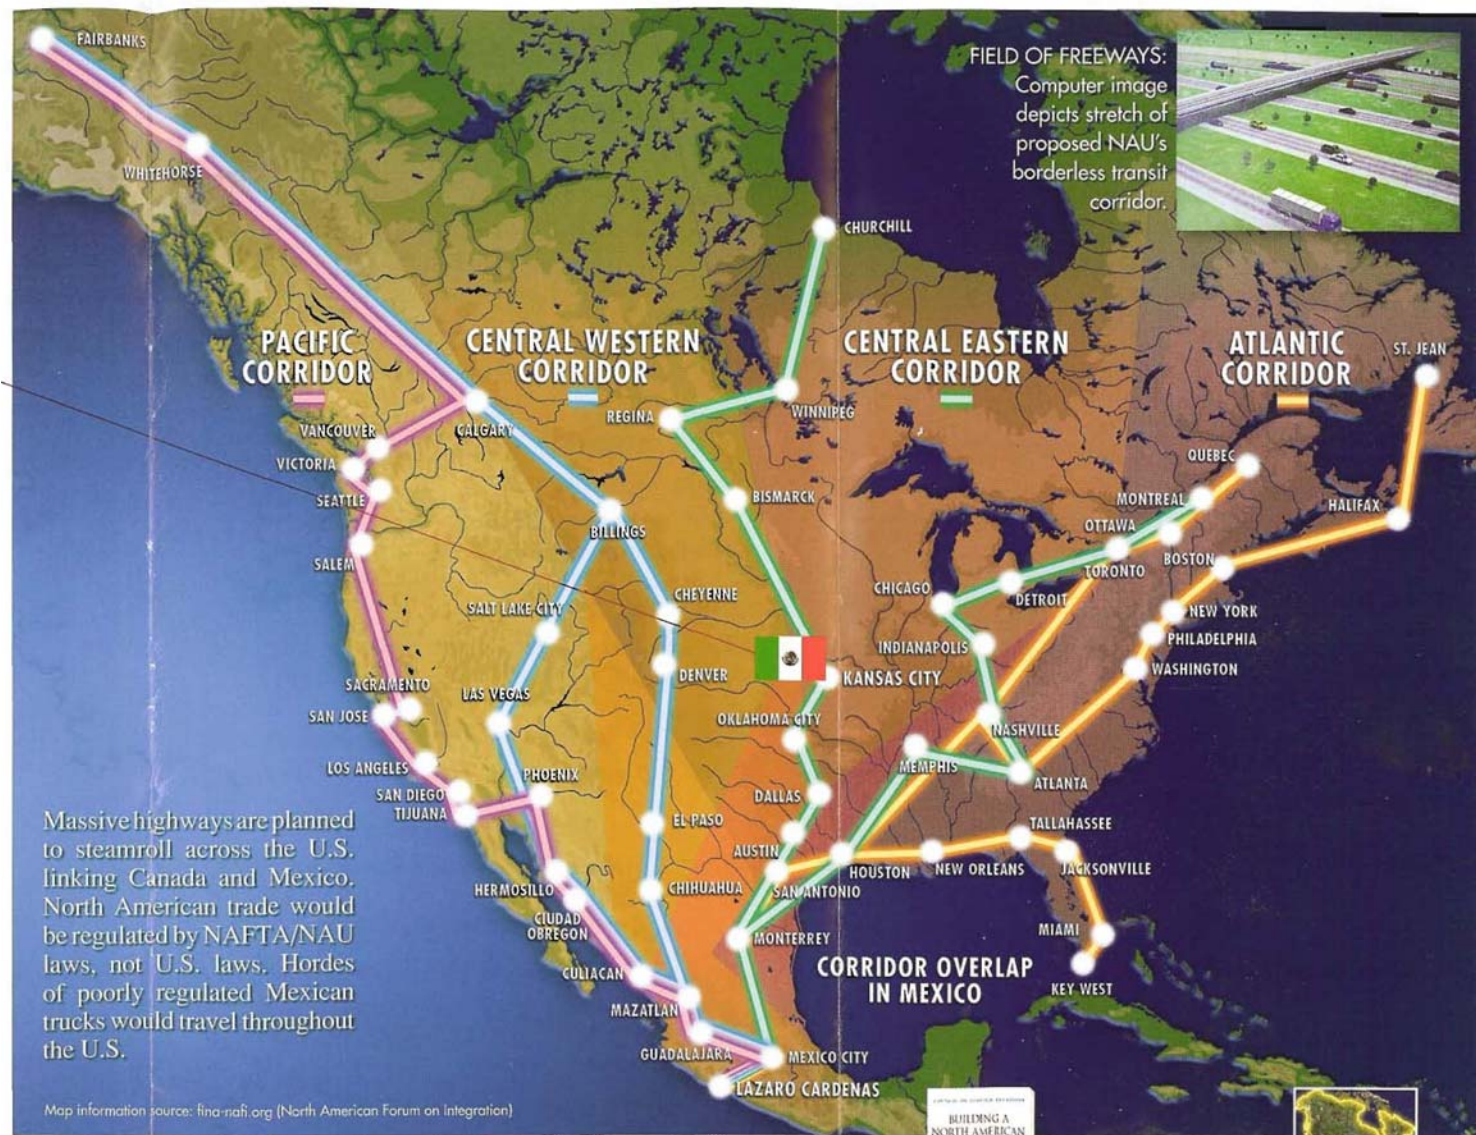 FAIRBANKS
WHITEHORSE
FIELD OF FREEWAYS:
Computer image
depicts stretch of
proposed NAU's
borderless transit
corridor.
CHURCHILL
PACIFIC
CORRIDOR
CENTRAL WESTERN
CORRIDOR
CENTRAL EASTERN
CORRIDOR
ATLANTIC
CORRIDOR
ST. JEAN
REGINA
WINNIPEG
VANCOUVER
CALGARY
VICTORIA
SEATTLE
QUEBEC
BISMARCK
MONTREAL
HALIFAX
OTTAWA
BILLINGS
SALEM
BOSTON
TORONTO
CHICAGO
DETROIT
CHEYENNE
SALT LAKE CITY
NEW YORK
PHILADELPHIA
INDIANAPOLIS
WASHINGTON
DENVER
KANSAS CITY
SACRAMENTO
LAS VEGAS
SAN JOSE
OKLAHOMA CITY
NASHVILLE
LOS ANGELES
MEMPHIS
PHOENIX
ATLANTA
SAN DIEGO
DALLAS
TIJUANA
EL PASO
TALLAHASSEE
AUSTIN
HOUSTON
NEW ORLEANS
JACKSONVILLE
HERMOSILLO
CHIHUAHUA
SAN ANTONIO
CIUDAD
OBREGON
MIAMI
MONTERREY
CORRIDOR OVERLAP
IN MEXICO
CULIACAN
KEY WEST
MAZATLAN
GUADALAJARA
MEXICO CITY
LAZARO CARDENAS
Massive highways are planned
to steamroll across the U.S.
linking Canada and Mexico.
North American trade would
be regulated by NAFTA/NAU
laws, not U.S. laws. Hordes
of poorly regulated Mexican
trucks would travel throughout
the U.S.
Map information source: fina-nafi.org (North American Forum on Integration)
BUILDING A
NORTH AMERICAN